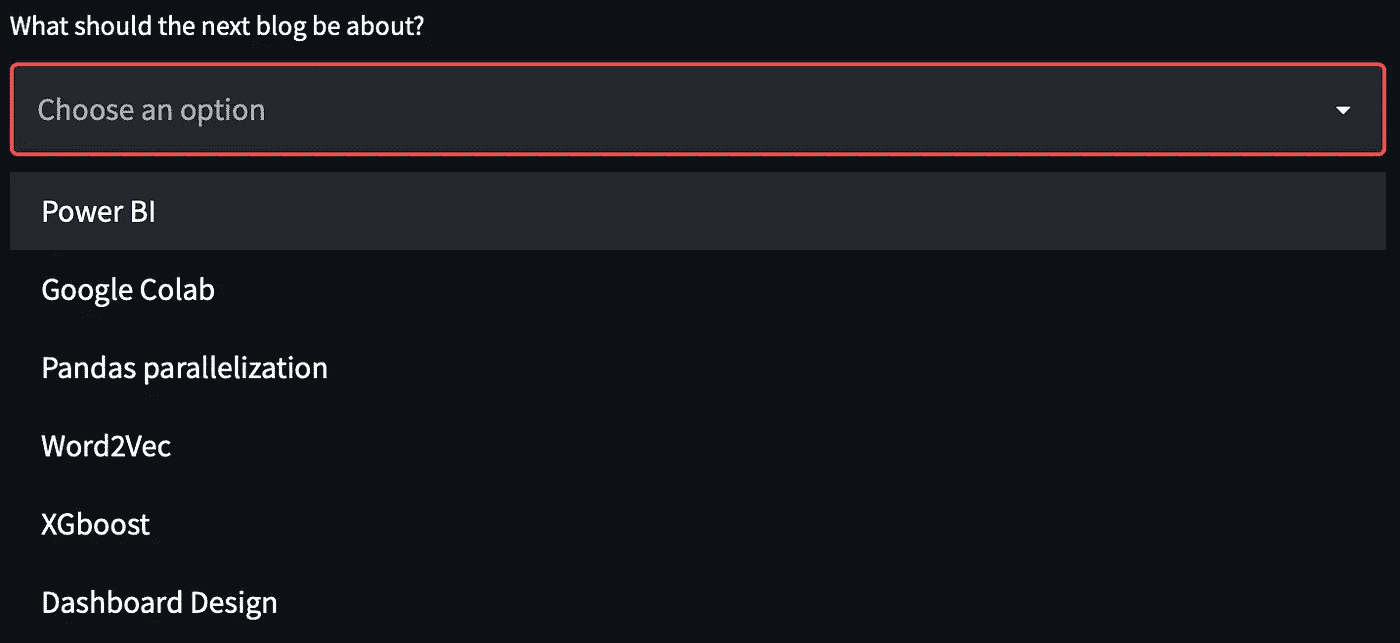 What should the next blog be about?
Choose an option
Power BI
Google Colab
Pandas parallelization
Word2Vec
XGboost
Dashboard Design